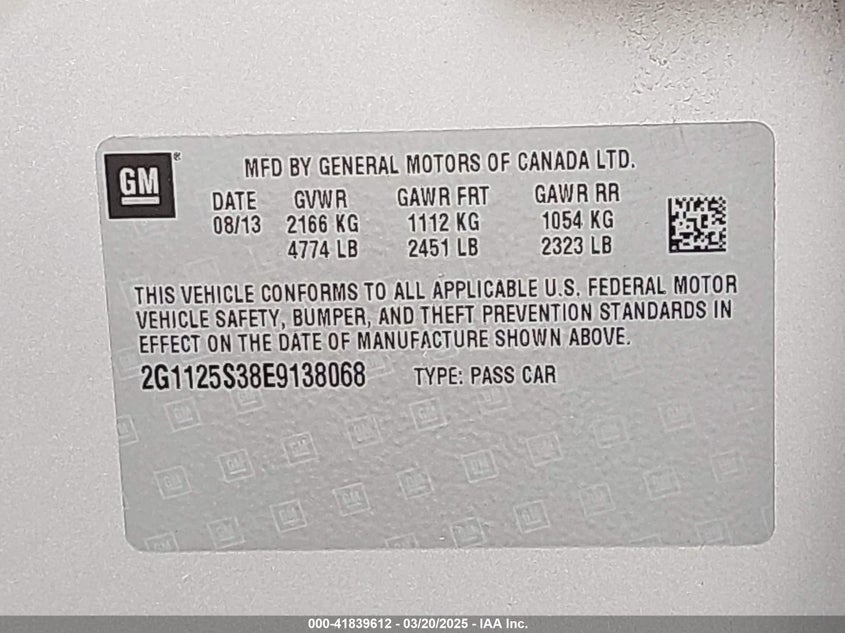 GM®
MFD BY GENERAL MOTORS OF CANADA LTD.
DATE GVWR GAWR FRT GAWR RR
08/13 2166 KG 1112 KG 1054 KG
4774 LB 2451 LB 2323 LB
THIS VEHICLE CONFORMS TO ALL APPLICABLE U.S. FEDERAL MOTOR
VEHICLE SAFETY, BUMPER, AND THEFT PREVENTION STANDARDS IN
EFFECT ON THE DATE OF MANUFACTURE SHOWN ABOVE.
2G1125S38E9138068 TYPE: PASS CAR
000-41839612 - 03/20/2025 - IAA Inc.